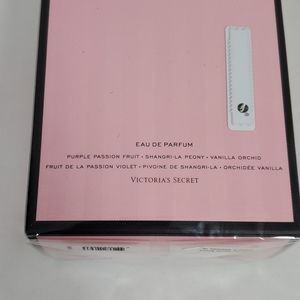 EAU DE PARFUM
PURPLE PASSION FRUIT • SHANGRI-LA PEONY • VANILLA ORCHID
FRUIT DE LA PASSION VIOLET • PIVOINE DE SHANGRI-LA • ORCHIDÉE VANILLA
VICTORIA'S SECRET